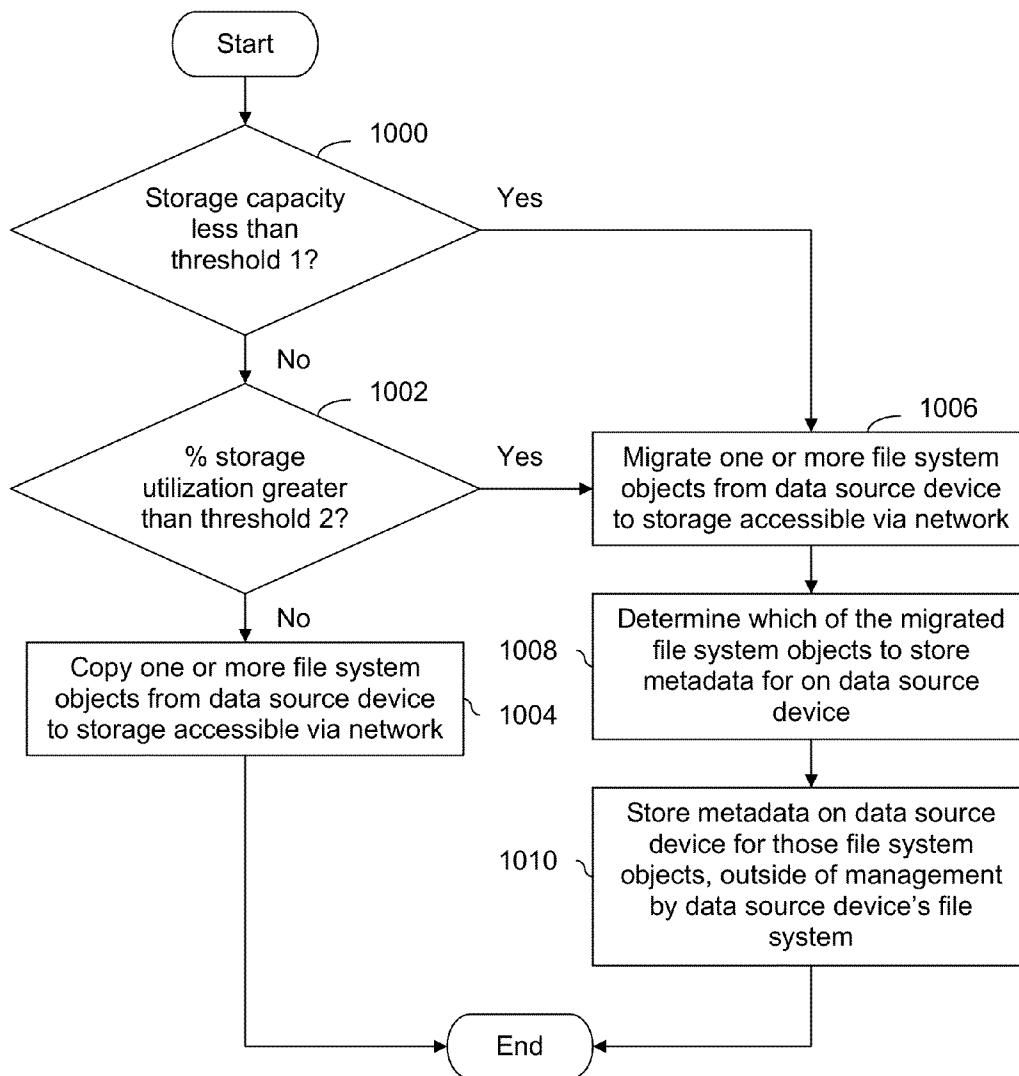 Start
1000
Storage capacity
less than
threshold 1?
Yes
No
1002
% storage
utilization greater
than threshold 2?
Yes
1006
Migrate one or more file system
objects from data source device
to storage accessible via network
No
Copy one or more file system
objects from data source device
to storage accessible via network
1004
1008
Determine which of the migrated
file system objects to store
metadata for on data source
device
1010
Store metadata on data source
device for those file system
objects, outside of management
by data source device's file
system
End